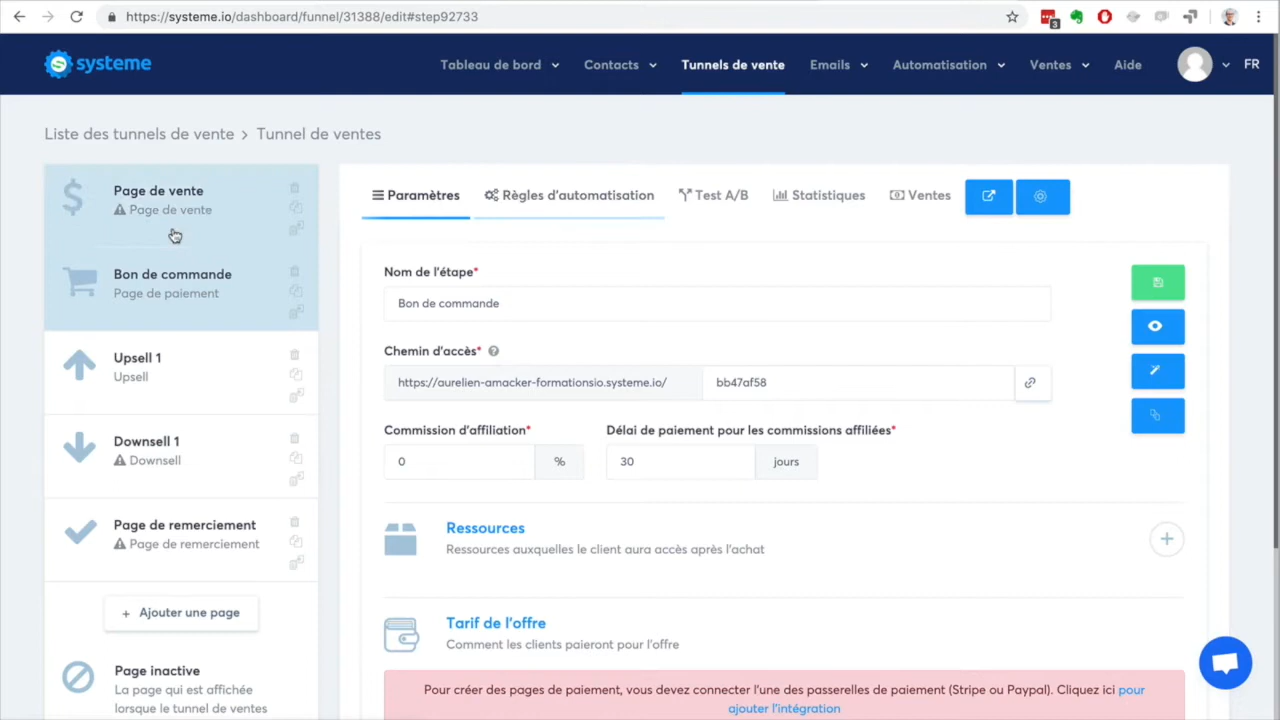 https://systeme.io/dashboard/funnel/31388/edit#step92733
3
systeme
Tableau de bord
Contacts
Tunnels de vente
Emails
Automatisation
Ventes
Aide
FR
Liste des tunnels de vente > Tunnel de ventes
Page de vente
Page de vente
Bon de commande
Page de paiement
Upsell 1
Upsell
Downsell 1
Downsell
Page de remerciement
Page de remerciement
+ Ajouter une page
Page inactive
La page qui est affichée
lorsque le tunnel de ventes
Paramètres
Règles d'automatisation
Test A/B
Statistiques
Ventes
Nom de l'étape*
Bon de commande
Chemin d'accès*
https://aurelien-amacker-formationsio.systeme.io/
bb47af58
Commission d'affiliation*
Délai de paiement pour les commissions affiliées*
0 %
30 jours
Ressources
Ressources auxquelles le client aura accès après l'achat
Tarif de l'offre
Comment les clients paieront pour l'offre
Pour créer des pages de paiement, vous devez connecter l'une des passerelles de paiement (Stripe ou Paypal). Cliquez ici pour
ajouter l'intégration